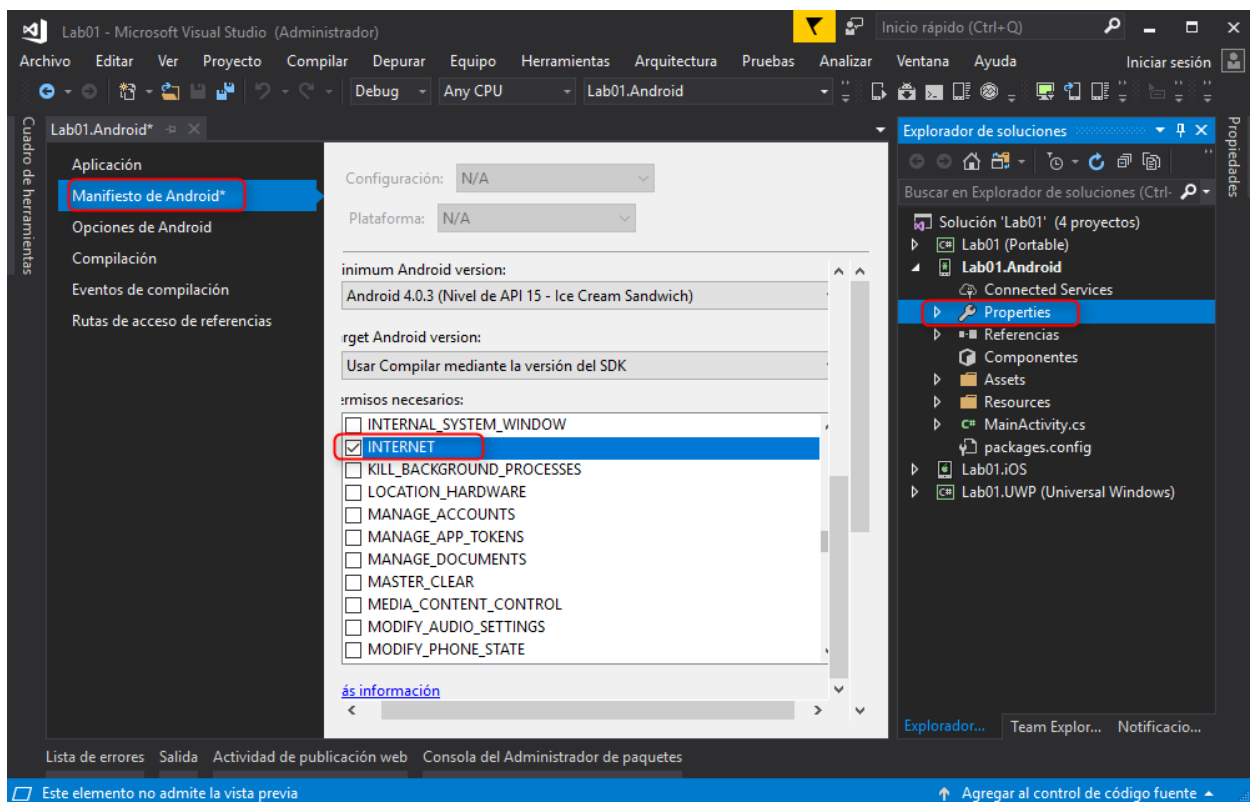 Lab01 - Microsoft Visual Studio (Administrador)
Inicio rápido (Ctrl+Q)
Archivo Editar Ver Proyecto Compilar Depurar Equipo Herramientas Arquitectura Pruebas Analizar Ventana Ayuda Iniciar sesión
Debug Any CPU Lab01.Android
Cuadro de herramientas
Lab01.Android*
Aplicación
Manifiesto de Android*
Opciones de Android
Compilación
Eventos de compilación
Rutas de acceso de referencias
Configuración: N/A
Plataforma: N/A
inimum Android version:
Android 4.0.3 (Nivel de API 15 - Ice Cream Sandwich)
rget Android version:
Usar Compilar mediante la versión del SDK
ermisos necesarios:
INTERNAL_SYSTEM_WINDOW
INTERNET
KILL_BACKGROUND_PROCESSES
LOCATION_HARDWARE
MANAGE_ACCOUNTS
MANAGE_APP_TOKENS
MANAGE_DOCUMENTS
MASTER_CLEAR
MEDIA_CONTENT_CONTROL
MODIFY_AUDIO_SETTINGS
MODIFY_PHONE_STATE
ás información
Explorador de soluciones
Buscar en Explorador de soluciones (Ctrl-
Solución 'Lab01' (4 proyectos)
C# Lab01 (Portable)
Lab01.Android
Connected Services
Properties
Referencias
Componentes
Assets
Resources
C# MainActivity.cs
packages.config
Lab01.iOS
C# Lab01.UWP (Universal Windows)
Explorador... Team Explor... Notificacio...
Propiedades
Lista de errores Salida Actividad de publicación web Consola del Administrador de paquetes
Este elemento no admite la vista previa
Agregar al control de código fuente